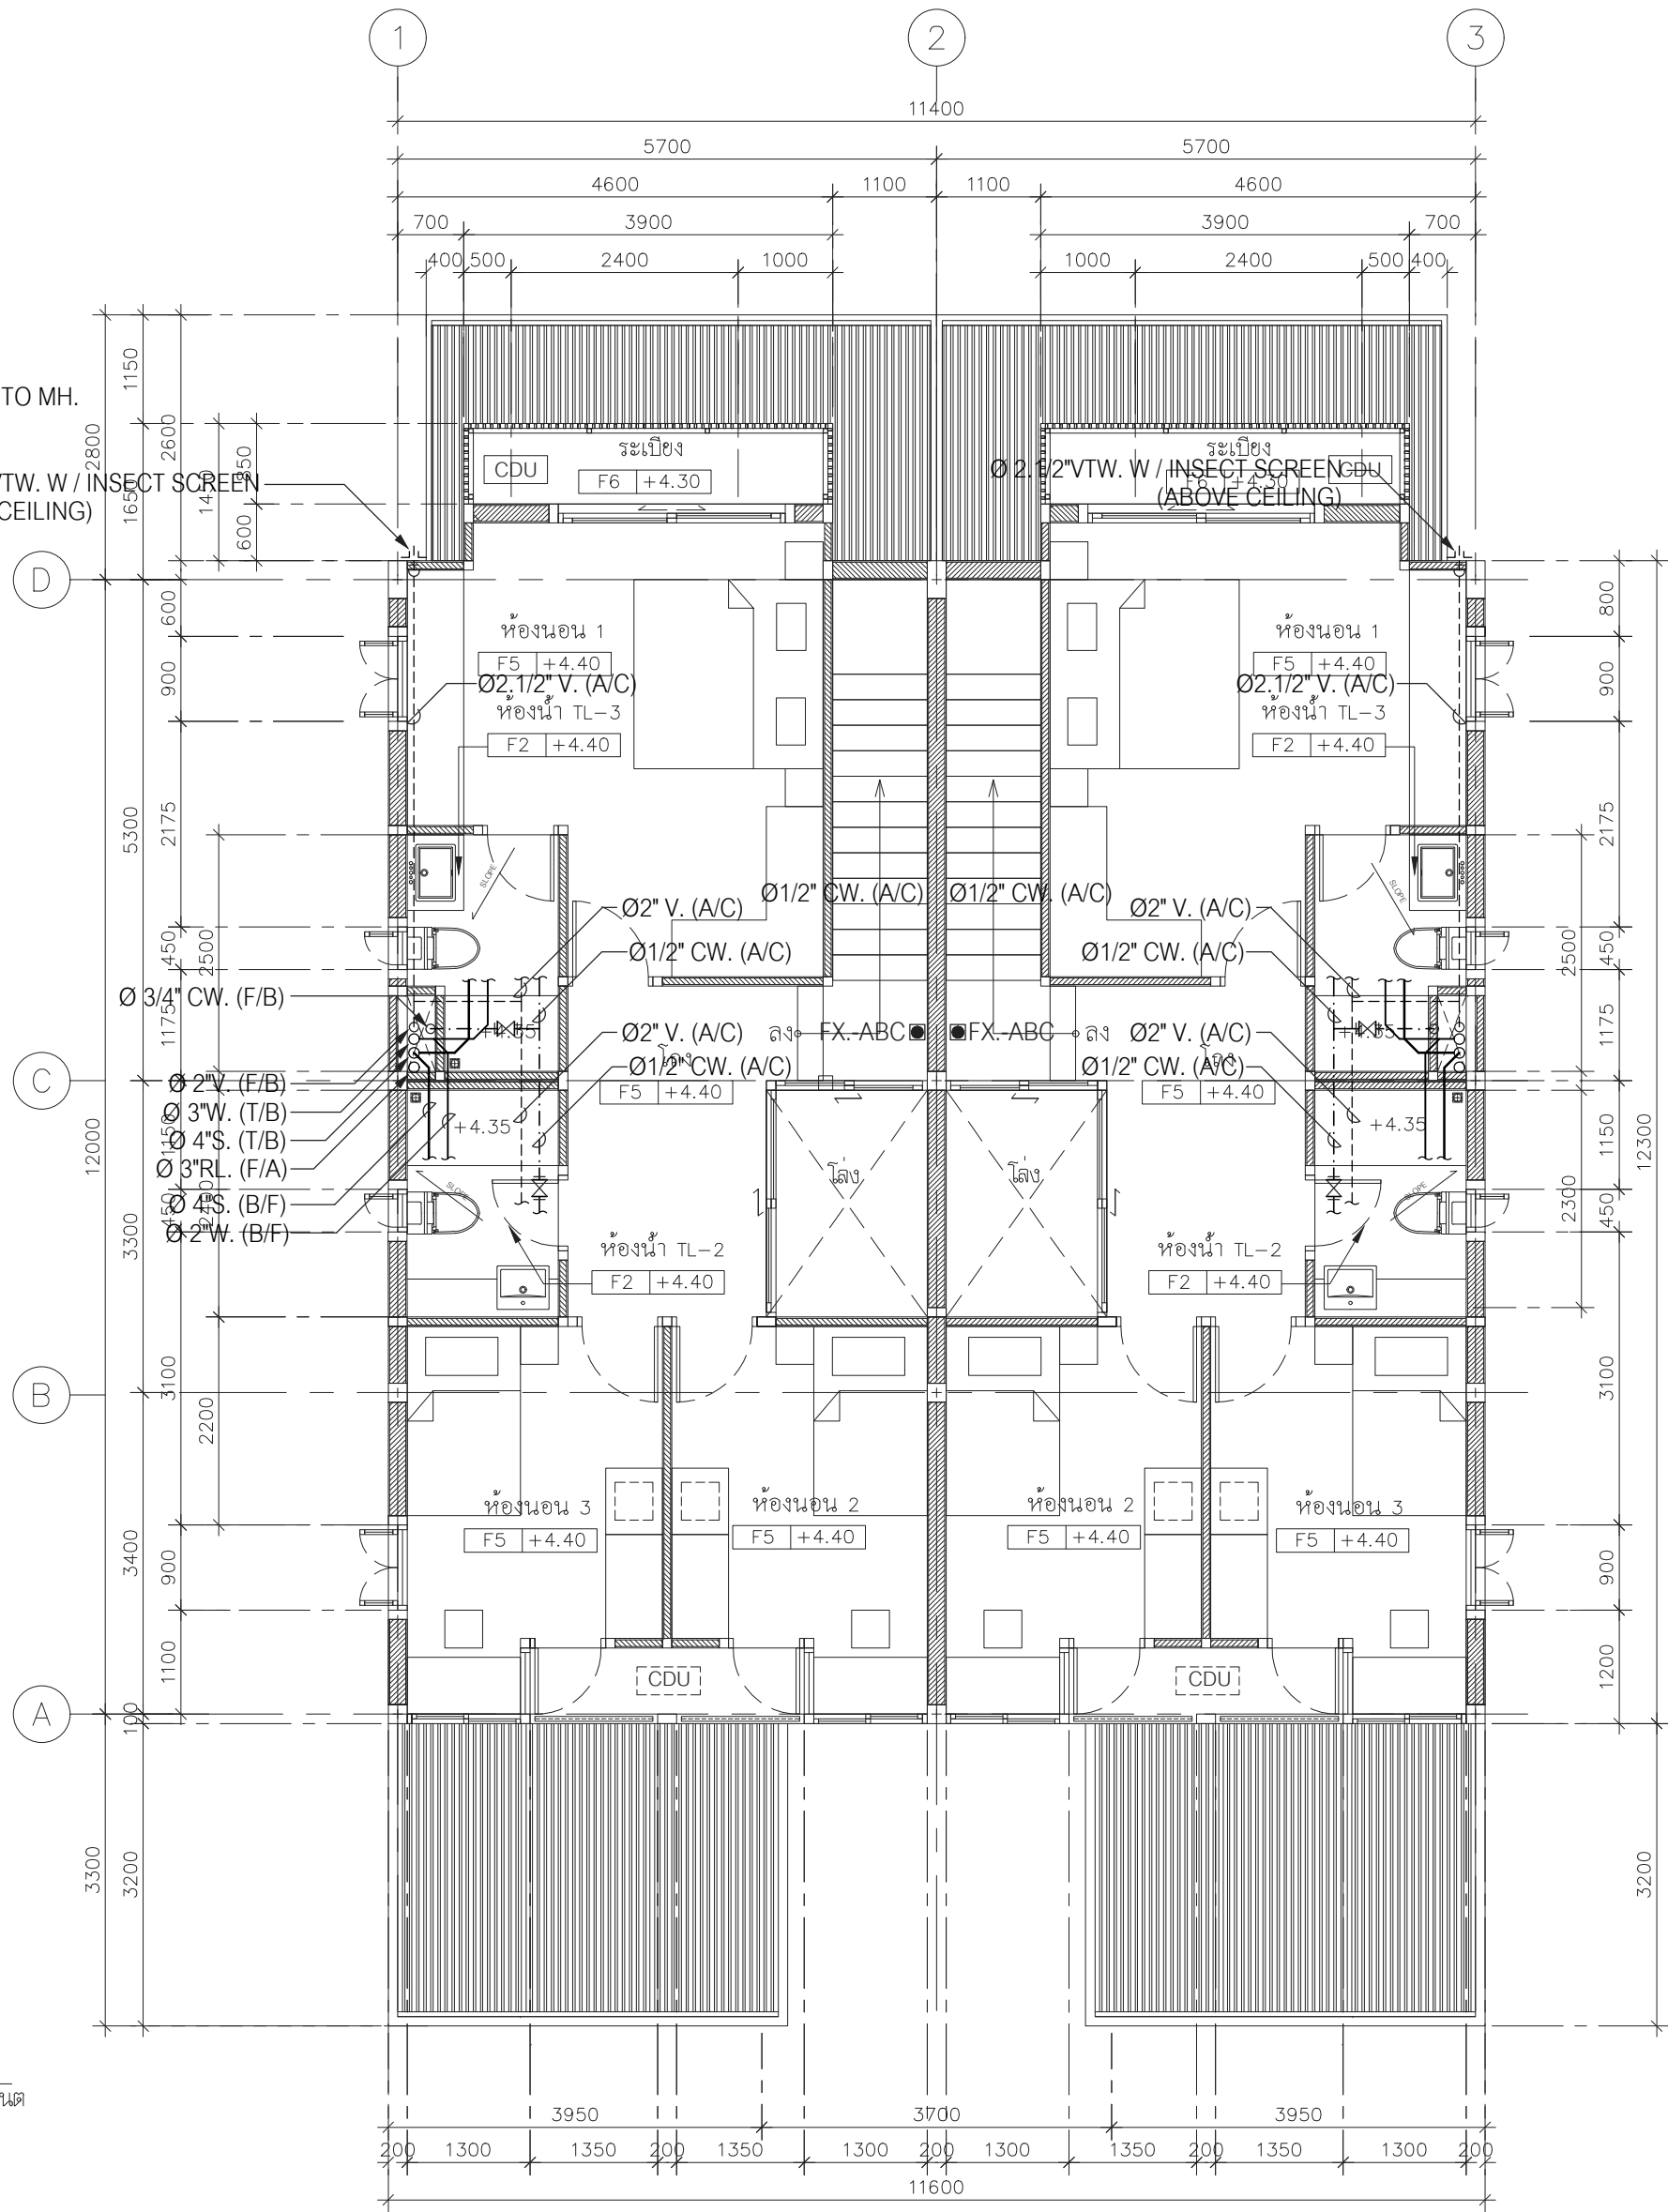 1
2
3
11400
5700
5700
4600
1100
1100
4600
700
3900
3900
700
400
500
2400
1000
1000
2400
500
400
1150
2800
2600
1650
850
600
TO MH.
VTW. W / INSECT SCREEN
CEILING)
ระเบียง
CDU
F6 +4.30
ระเบียง
CDU
Ø 2.1/2"VTW. W / INSECT SCREEN
(ABOVE CEILING)
D
600
900
2175
5300
2500
450
1175
800
900
2175
2500
450
1175
ห้องนอน 1
F5 +4.40
Ø2.1/2" V. (A/C)
ห้องน้ำ TL-3
F2 +4.40
ห้องนอน 1
F5 +4.40
Ø2.1/2" V. (A/C)
ห้องน้ำ TL-3
F2 +4.40
SLOPE
SLOPE
Ø2" V. (A/C)
Ø1/2" CW. (A/C)
Ø1/2" CW. (A/C)
Ø2" V. (A/C)
Ø1/2" CW. (A/C)
Ø1/2" CW. (A/C)
Ø 3/4" CW. (F/B)
Ø2" V. (A/C)
ลง
FX.-ABC
FX.-ABC
ลง
Ø2" V. (A/C)
Ø1/2" CW. (A/C)
Ø1/2" CW. (A/C)
C
F5 +4.40
F5 +4.40
Ø 2"V. (F/B)
Ø 3"W. (T/B)
Ø 4"S. (T/B)
Ø 3"RL. (F/A)
Ø 4"S. (B/F)
Ø 2"W. (B/F)
+4.35
+4.35
SLOPE
SLOPE
12000
1150
450
3300
1150
450
2300
12300
โล่ง
โล่ง
ห้องน้ำ TL-2
F2 +4.40
ห้องน้ำ TL-2
F2 +4.40
B
3100
2200
3400
900
1100
100
3100
900
1200
ห้องนอน 3
F5 +4.40
ห้องนอน 2
F5 +4.40
ห้องนอน 2
F5 +4.40
ห้องนอน 3
F5 +4.40
CDU
CDU
A
3300
3200
3200
3950
3700
3950
200
1300
1350
200
1350
1300
200
1300
1350
200
1350
1300
200
11600